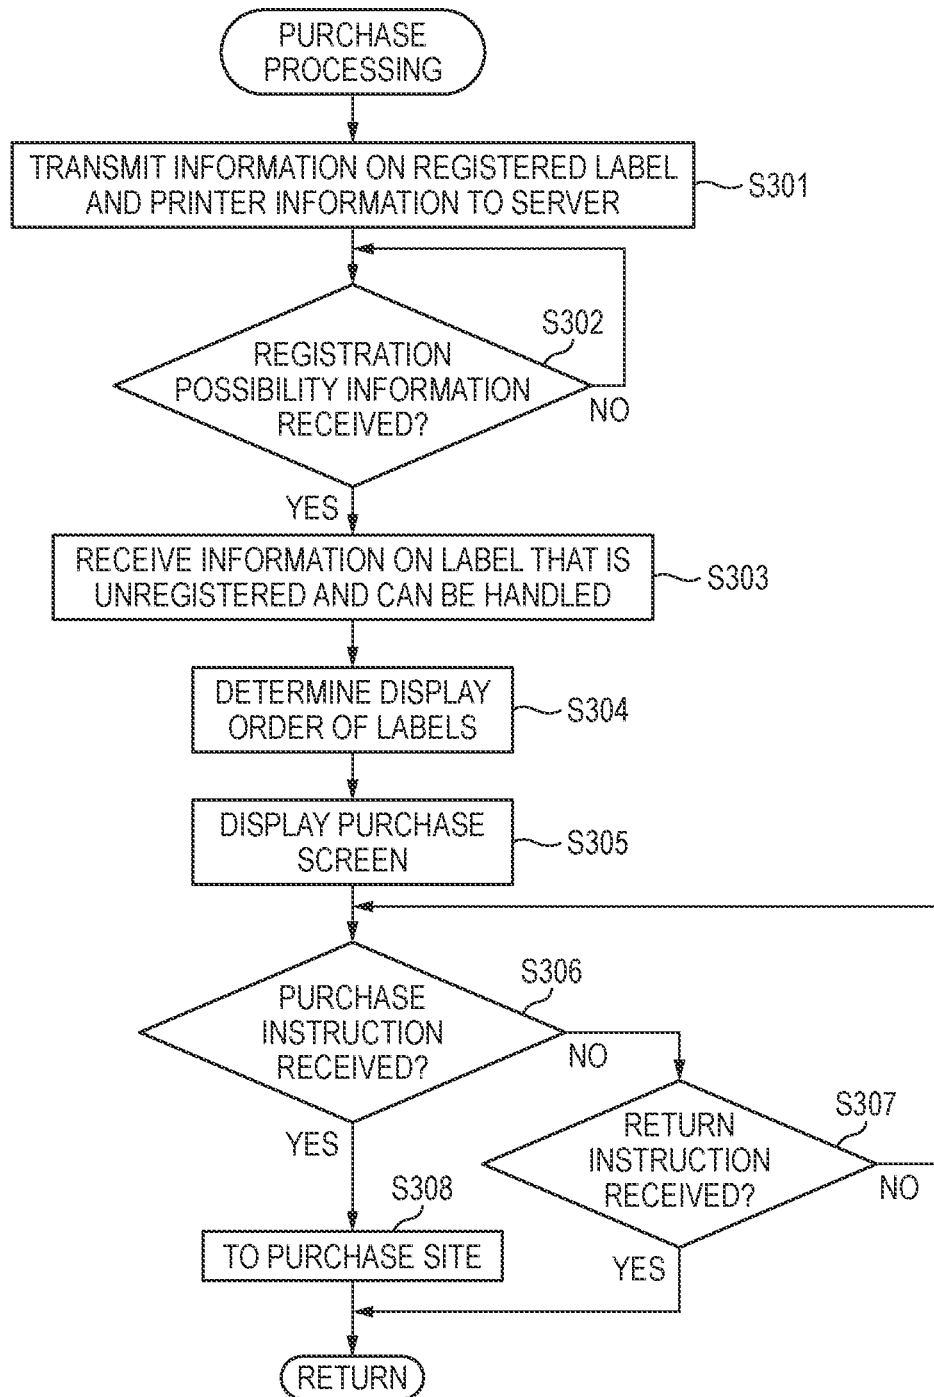 PURCHASE
PROCESSING
TRANSMIT INFORMATION ON REGISTERED LABEL
AND PRINTER INFORMATION TO SERVER
S301
S302
REGISTRATION
POSSIBILITY INFORMATION
RECEIVED?
NO
YES
RECEIVE INFORMATION ON LABEL THAT IS
UNREGISTERED AND CAN BE HANDLED
S303
DETERMINE DISPLAY
ORDER OF LABELS
S304
DISPLAY PURCHASE
SCREEN
S305
S306
PURCHASE
INSTRUCTION
RECEIVED?
NO
YES
S307
RETURN
INSTRUCTION
RECEIVED?
NO
YES
S308
TO PURCHASE SITE
RETURN